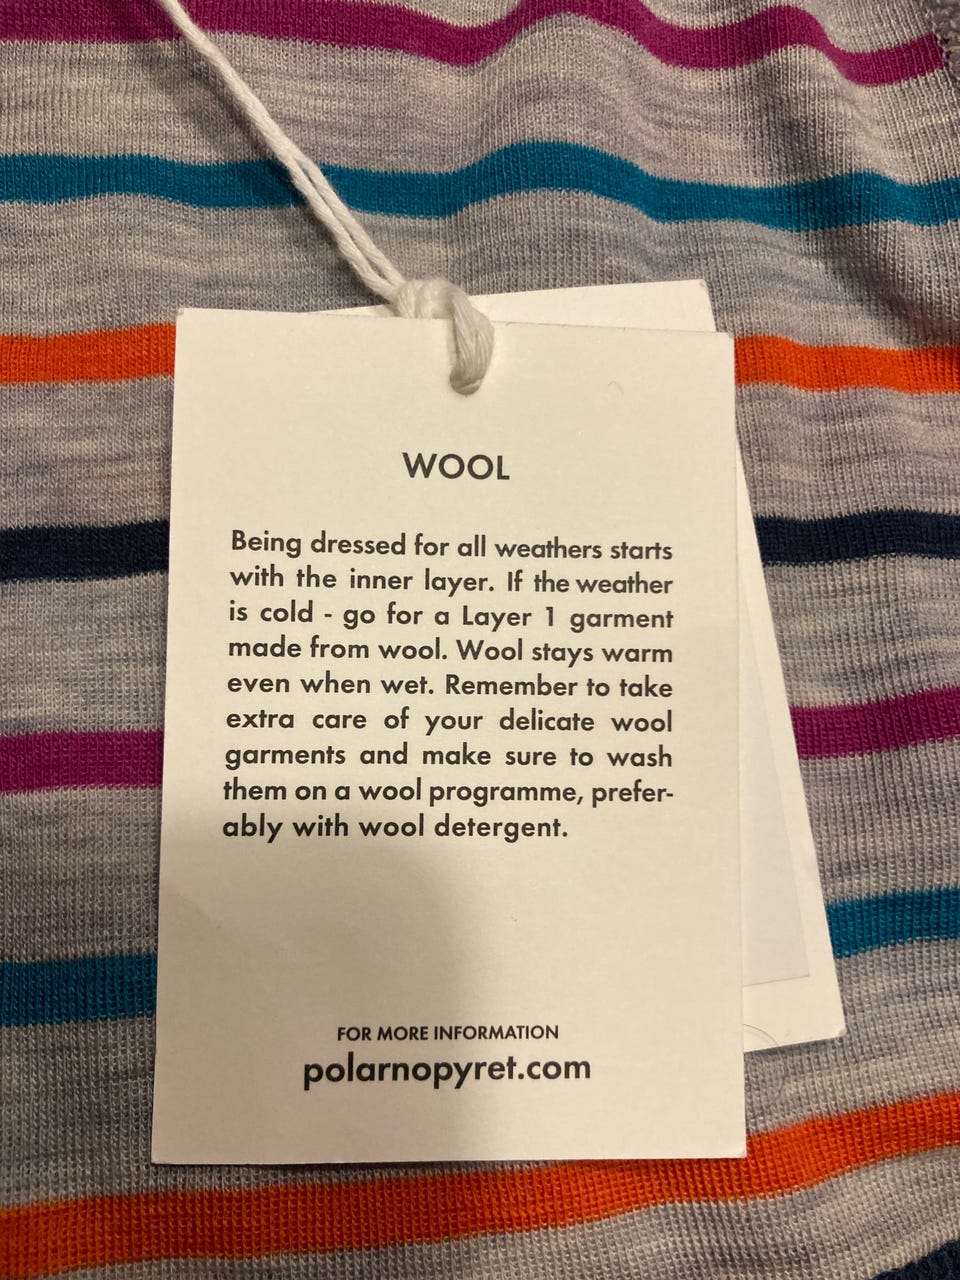 WOOL
Being dressed for all weathers starts
with the inner layer. If the weather
is cold - go for a Layer 1 garment
made from wool. Wool stays warm
even when wet. Remember to take
extra care of your delicate wool
garments and make sure to wash
them on a wool programme, prefer-
ably with wool detergent.
FOR MORE INFORMATION
polarnopyret.com